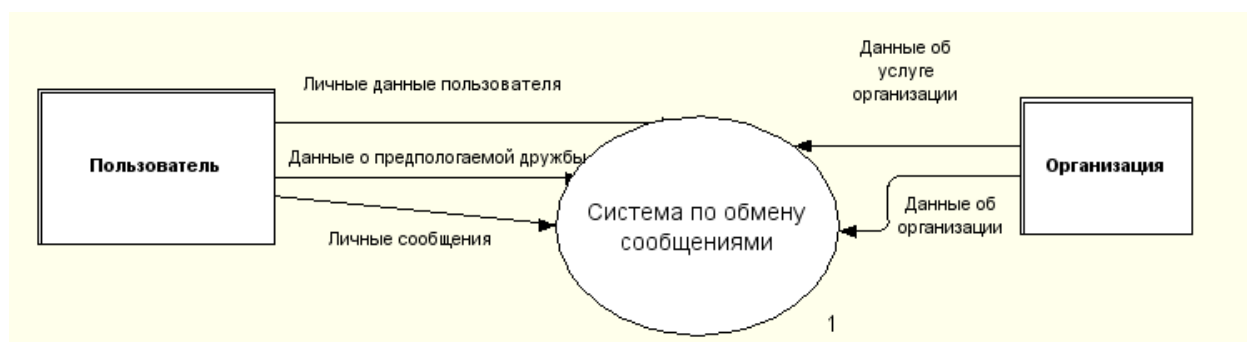 Личные данные пользователя
Данные об
услуге
организации
Пользователь
Данные о предпологаемой дружбы
Организация
Система по обмену
сообщениями
Личные сообщения
Данные об
организации
1